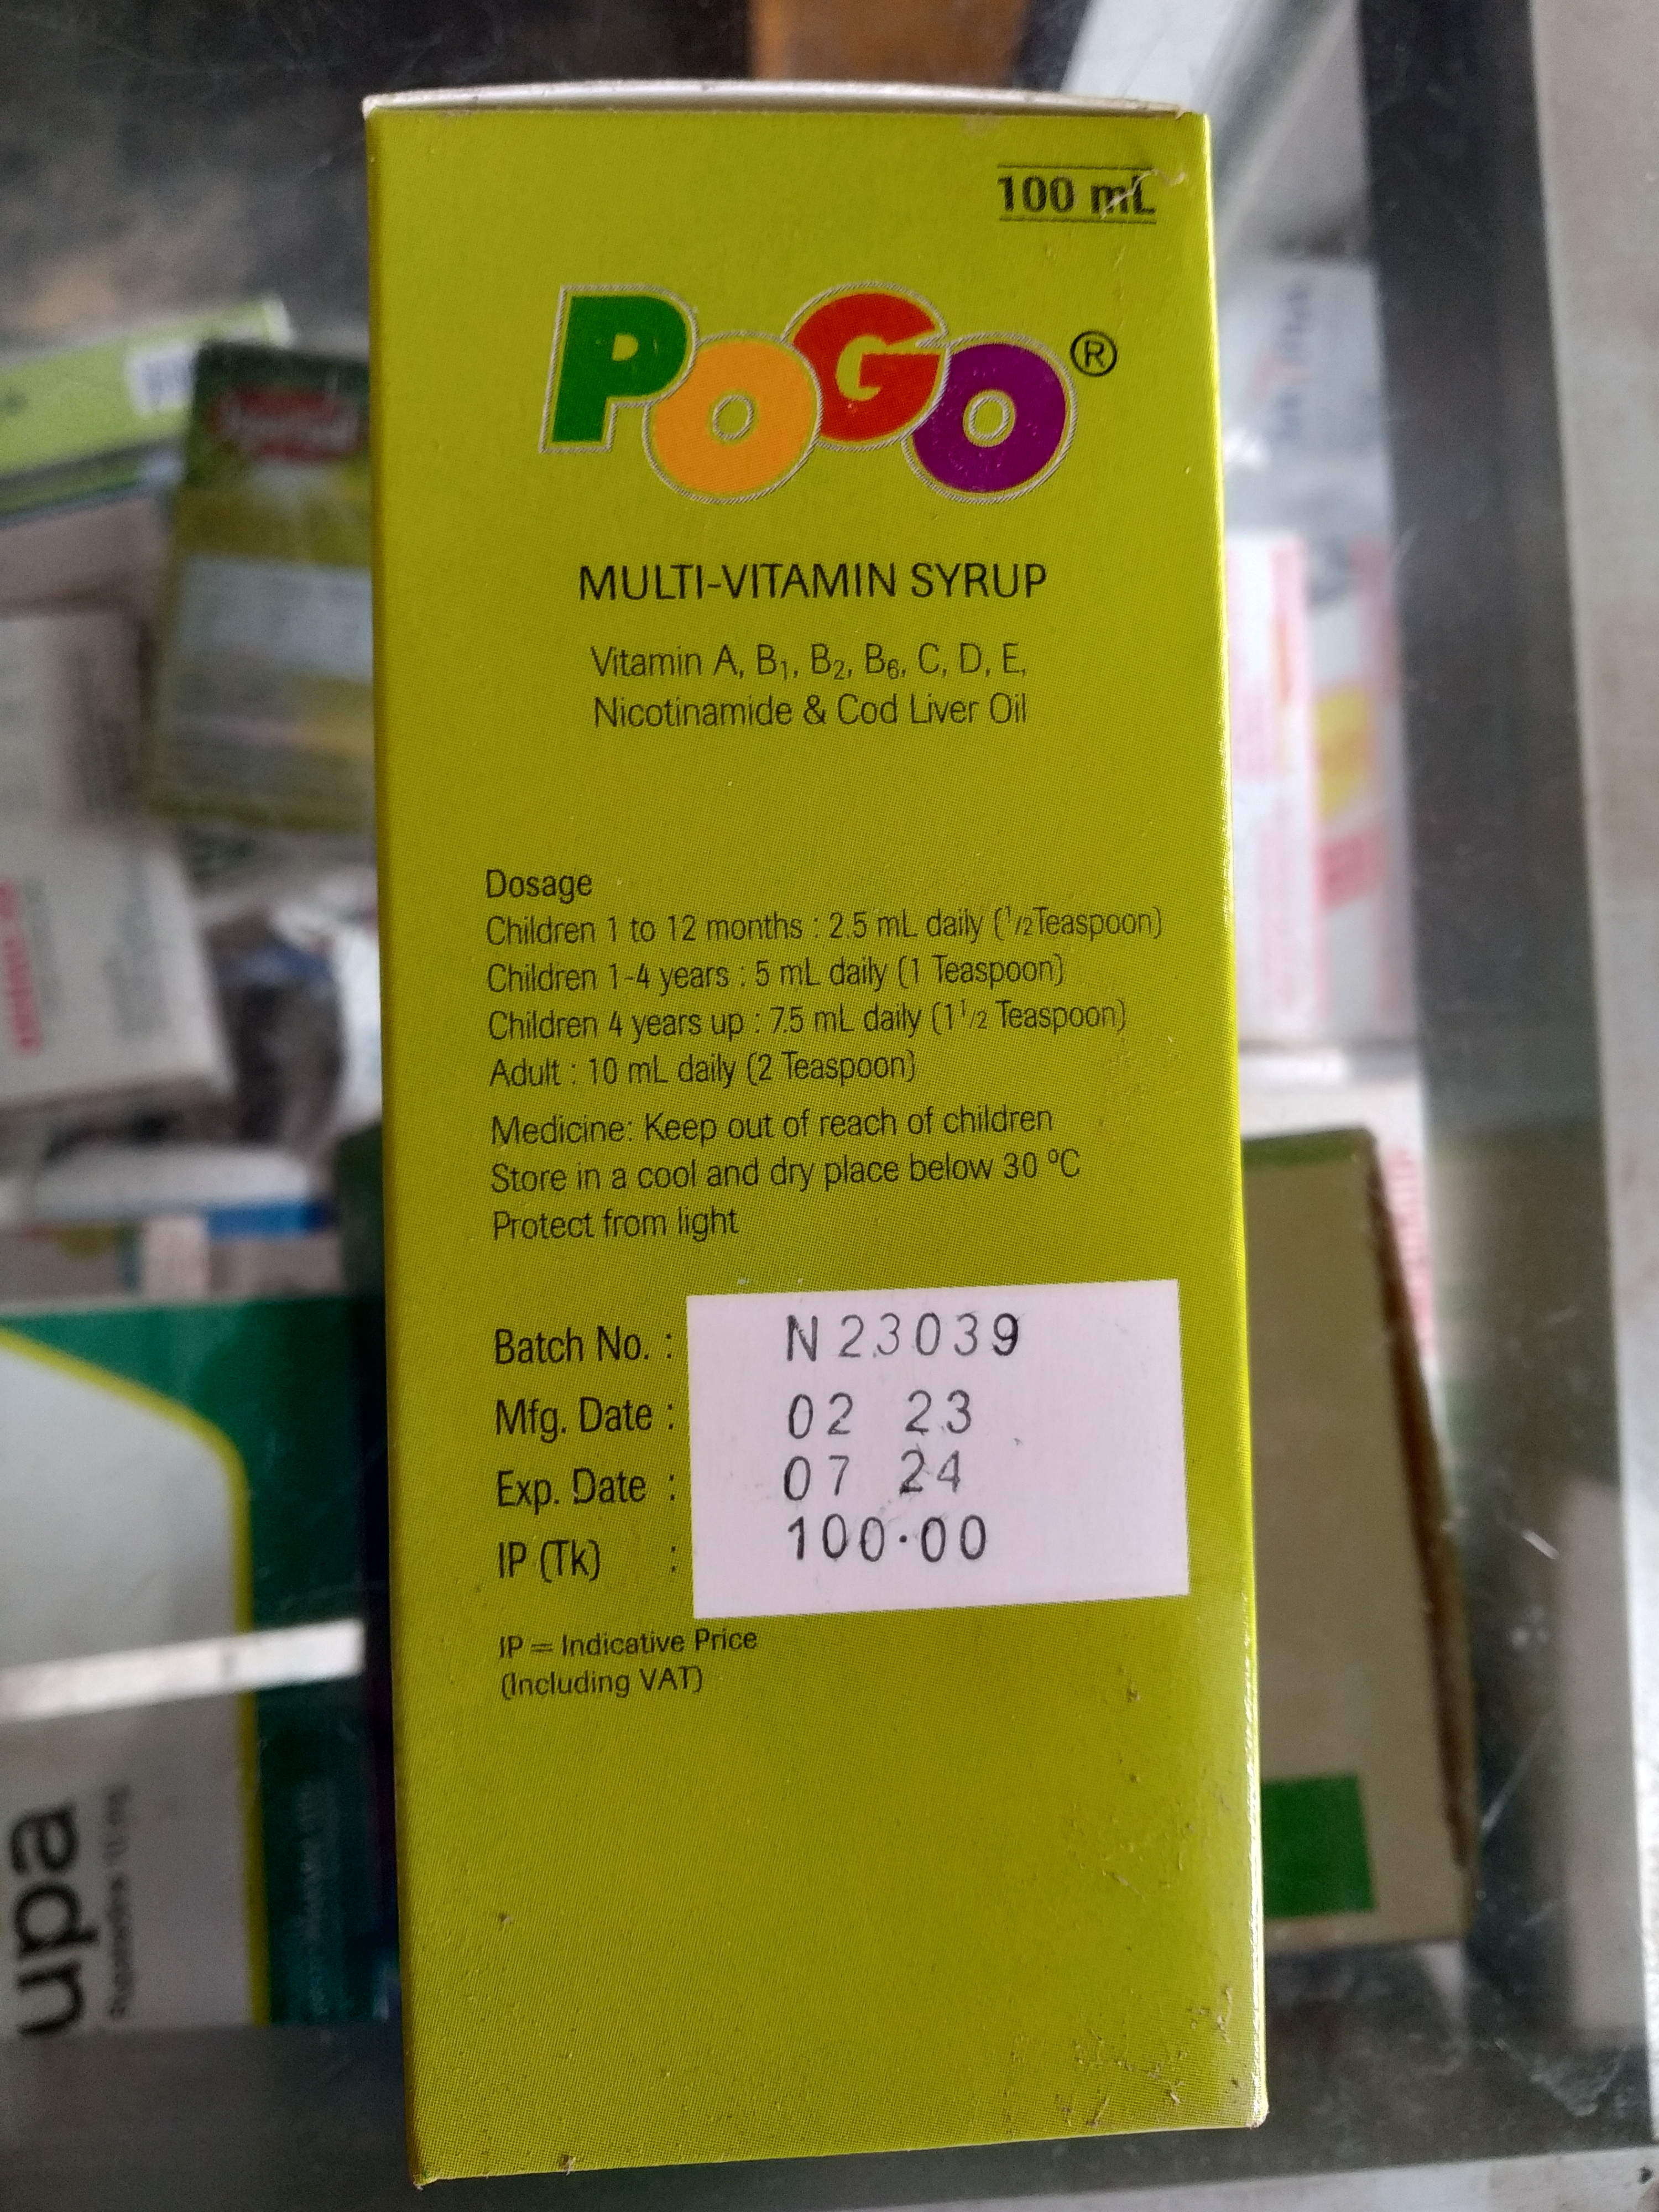 100 mL
POGO®
MULTI-VITAMIN SYRUP
Vitamin A, B₁, B₂, B₆, C, D, E,
Nicotinamide & Cod Liver Oil
Dosage
Children 1 to 12 months : 2.5 mL daily (1/2Teaspoon)
Children 1-4 years : 5 mL daily (1 Teaspoon)
Children 4 years up : 7.5 mL daily (1 1/2 Teaspoon)
Adult : 10 mL daily (2 Teaspoon)
Medicine: Keep out of reach of children
Store in a cool and dry place below 30 ºC
Protect from light
Batch No. : N23039
Mfg. Date : 02 23
Exp. Date : 07 24
IP (Tk) : 100·00
IP = Indicative Price
(Including VAT)
upa